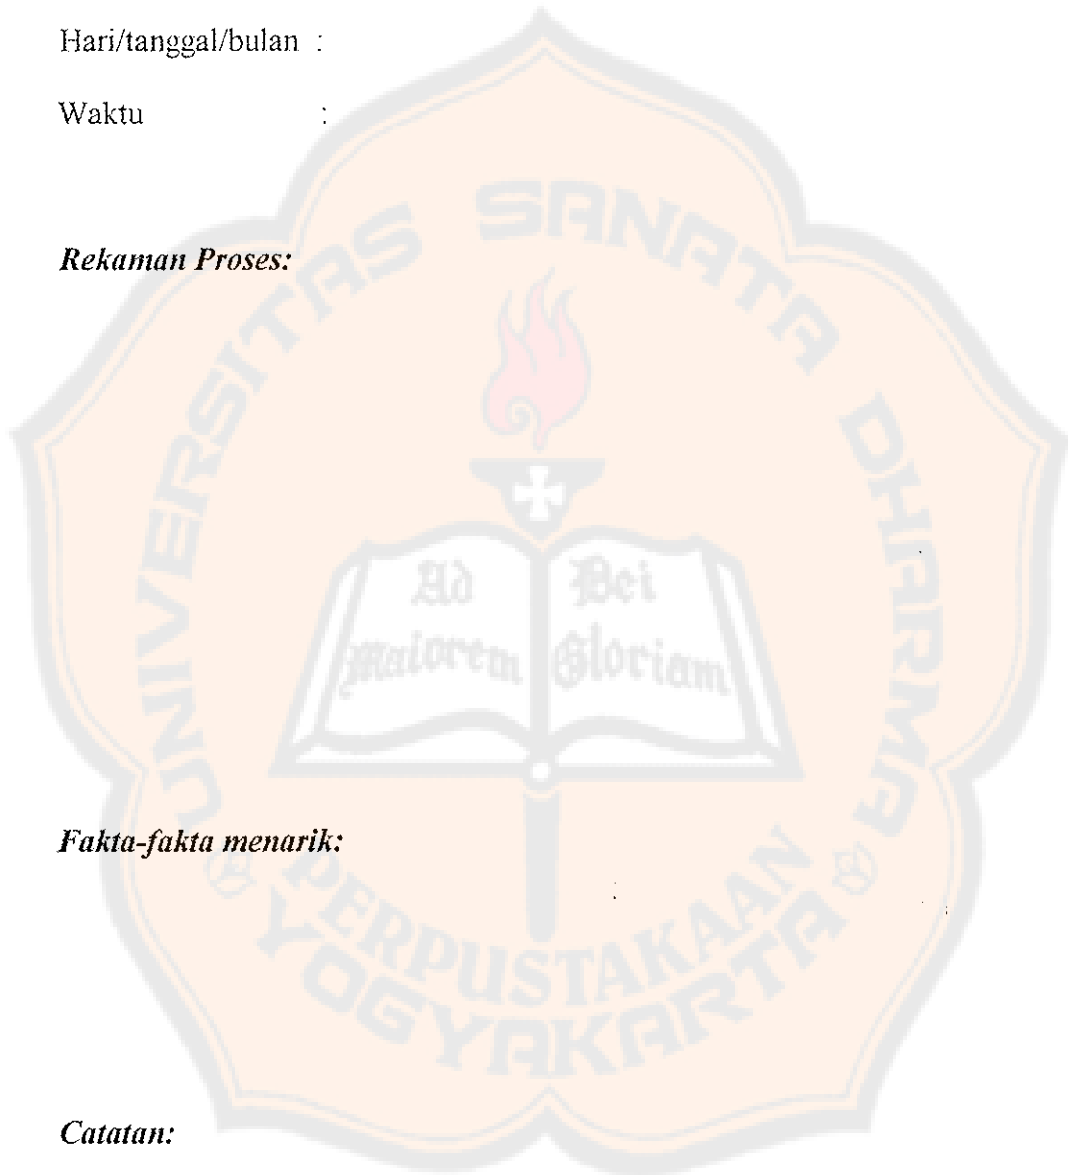 Hari/tanggal/bulan :
Waktu :
Rekaman Proses:
UNIVERSITAS SANATA DHARMA
Ad Dei
Maiorem Gloriam
Fakta-fakta menarik:
PERPUSTAKAAN
YOGYAKARTA
Catatan: